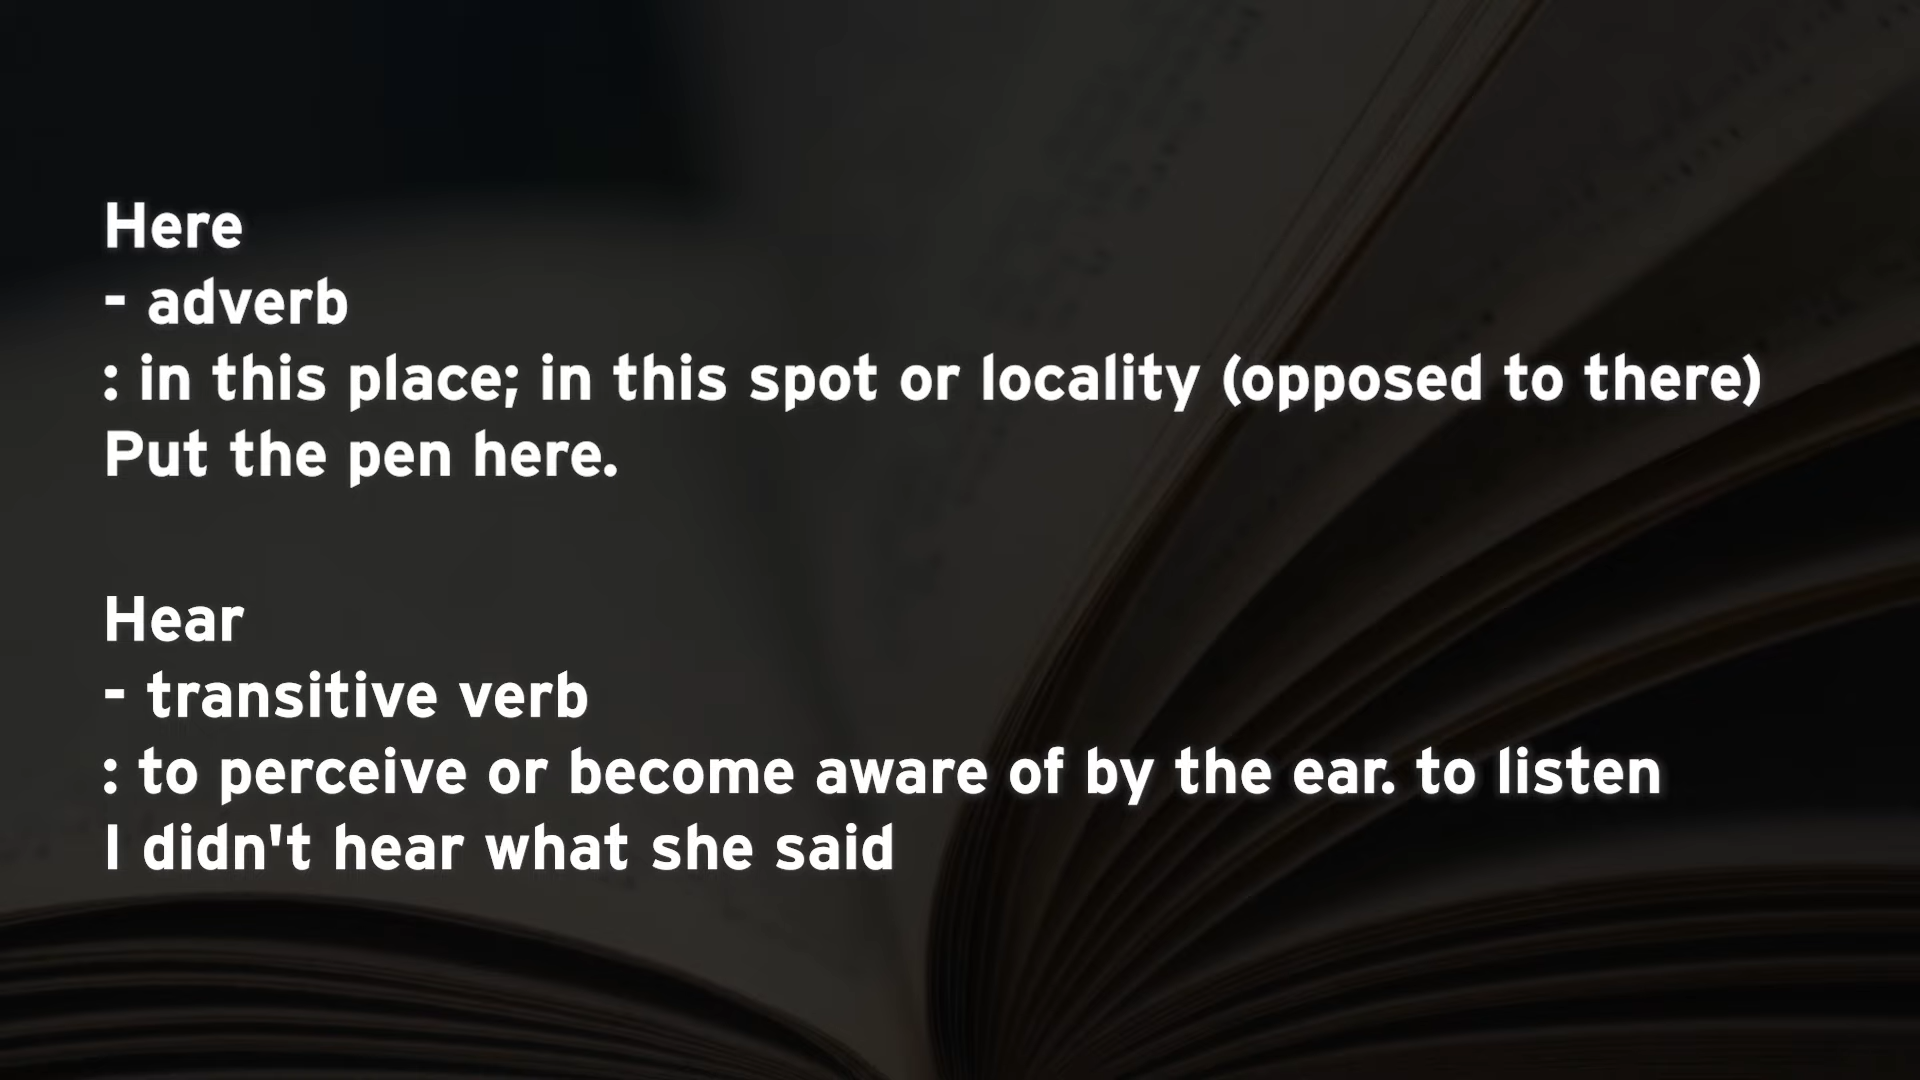 Here
- adverb
: in this place; in this spot or locality (opposed to there)
Put the pen here.
Hear
- transitive verb
: to perceive or become aware of by the ear. to listen
I didn't hear what she said